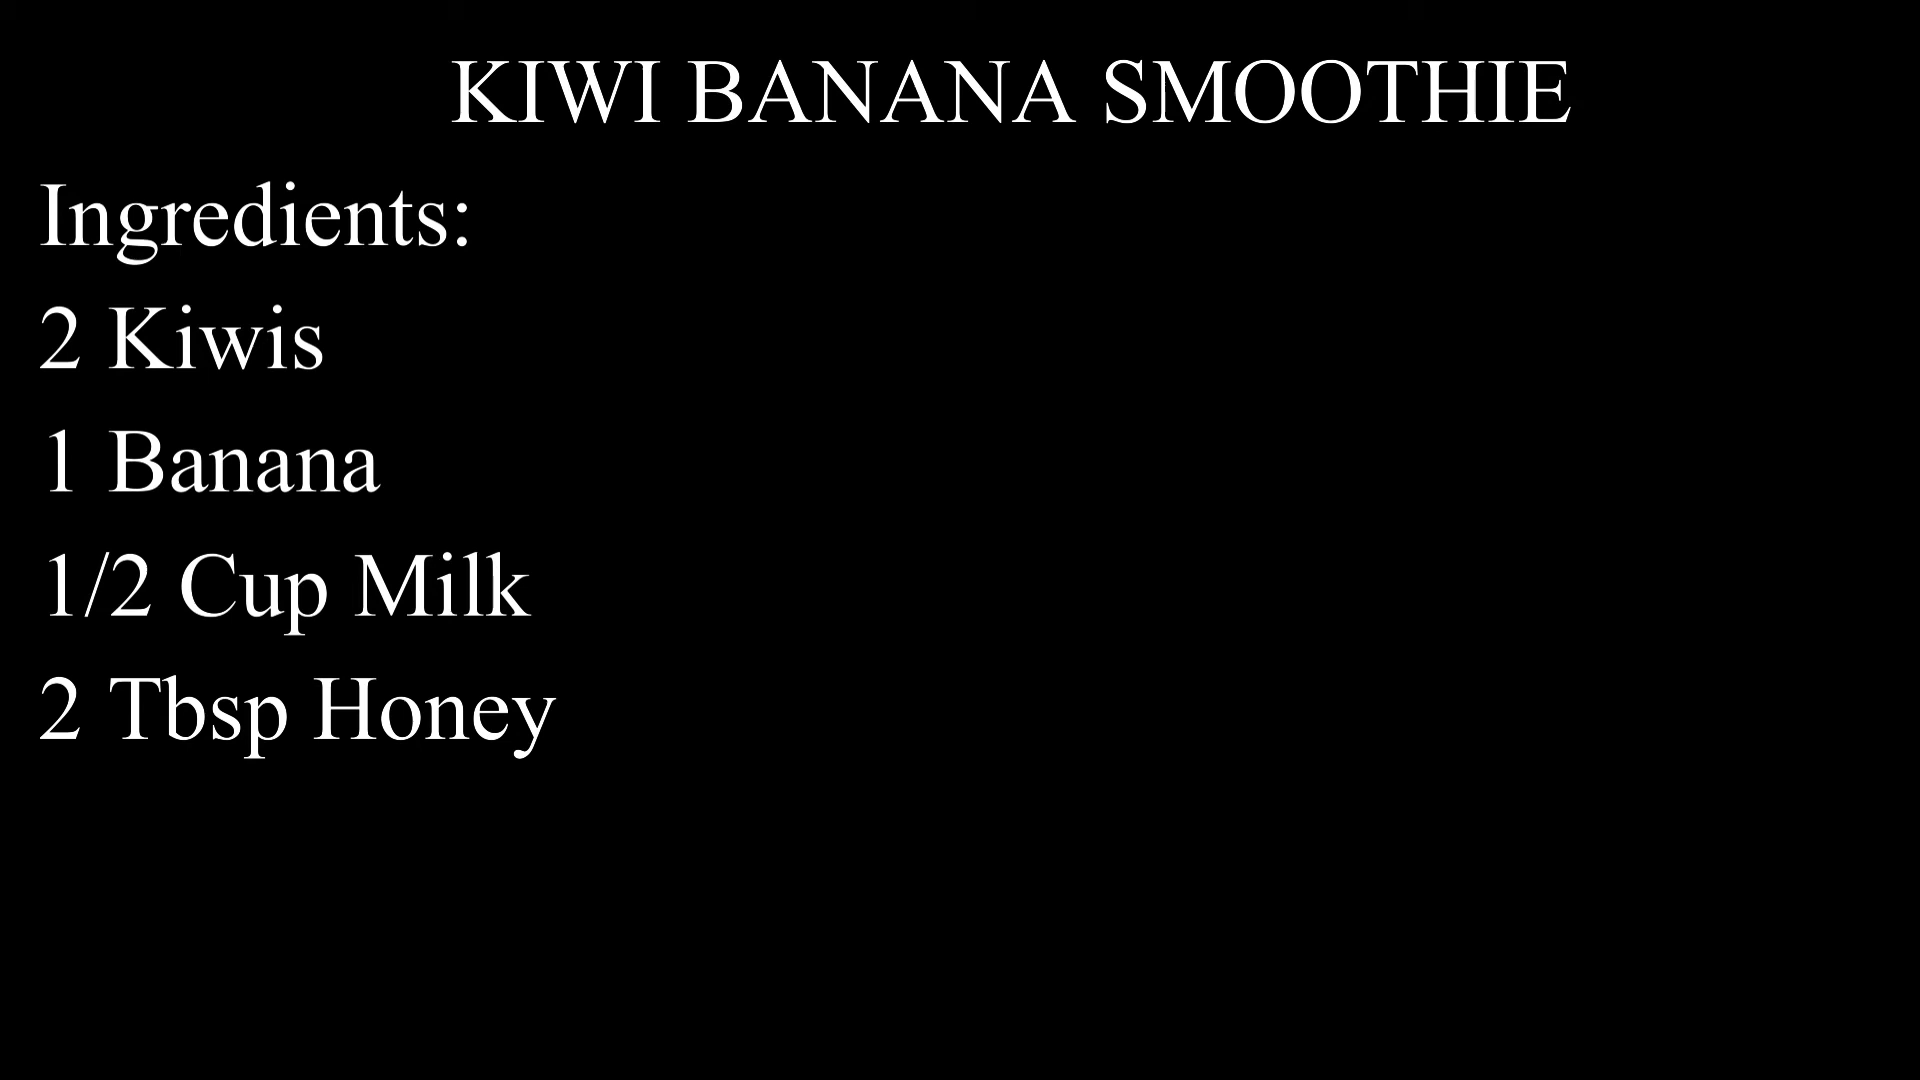 KIWI BANANA SMOOTHIE
Ingredients:
2 Kiwis
1 Banana
1/2 Cup Milk
2 Tbsp Honey